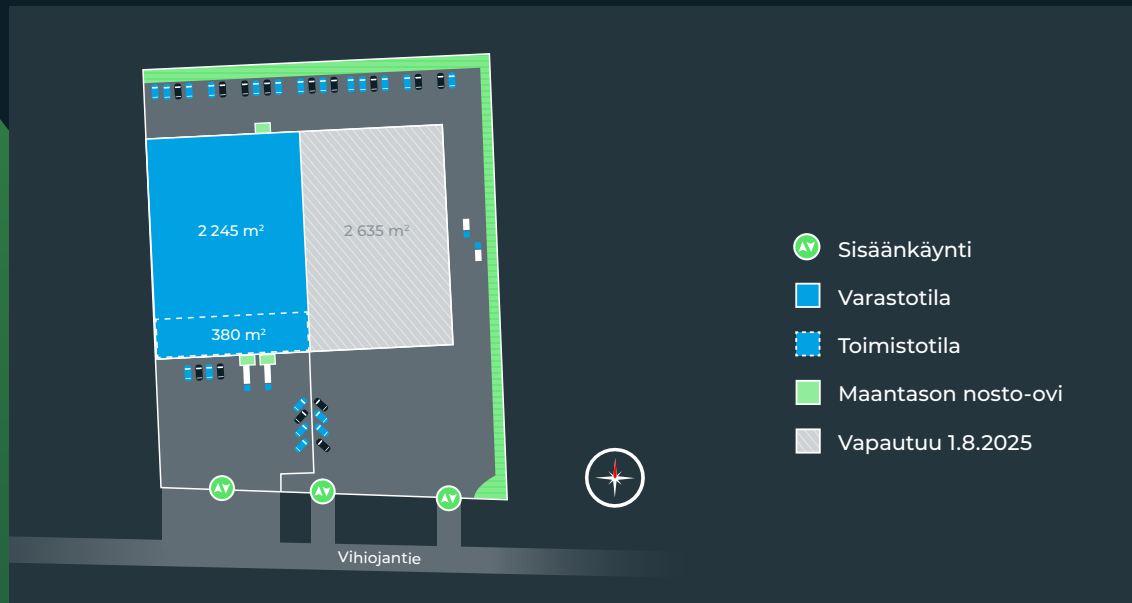 2 245 m²
2 635 m²
380 m²
Vihiojantie
Sisäänkäynti
Varastotila
Toimistotila
Maantason nosto-ovi
Vapautuu 1.8.2025